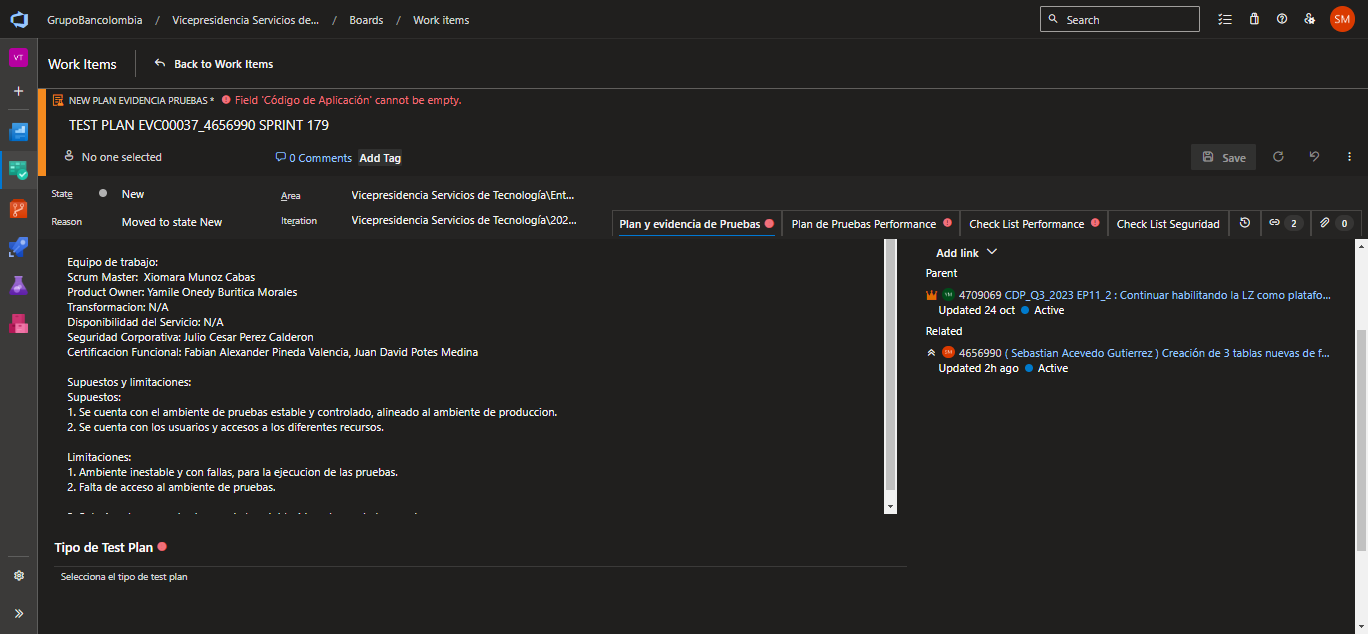 GrupoBancolombia / Vicepresidencia Servicios de... / Boards / Work items
Search
SM
VT
Work Items
Back to Work Items
NEW PLAN EVIDENCIA PRUEBAS * Field 'Código de Aplicación' cannot be empty.
TEST PLAN EVC00037_4656990 SPRINT 179
No one selected
0 Comments
Add Tag
Save
State
New
Area
Vicepresidencia Servicios de Tecnología\Ent...
Reason
Moved to state New
Iteration
Vicepresidencia Servicios de Tecnología\202...
Plan y evidencia de Pruebas
Plan de Pruebas Performance
Check List Performance
Check List Seguridad
2
0
Equipo de trabajo:
Scrum Master: Xiomara Munoz Cabas
Product Owner: Yamile Onedy Buritica Morales
Transformacion: N/A
Disponibilidad del Servicio: N/A
Seguridad Corporativa: Julio Cesar Perez Calderon
Certificacion Funcional: Fabian Alexander Pineda Valencia, Juan David Potes Medina
Supuestos y limitaciones:
Supuestos:
1. Se cuenta con el ambiente de pruebas estable y controlado, alineado al ambiente de produccion.
2. Se cuenta con los usuarios y accesos a los diferentes recursos.
Limitaciones:
1. Ambiente inestable y con fallas, para la ejecucion de las pruebas.
2. Falta de acceso al ambiente de pruebas.
Tipo de Test Plan
Selecciona el tipo de test plan
Add link
Parent
4709069 CDP_Q3_2023 EP11_2 : Continuar habilitando la LZ como platafo...
Updated 24 oct Active
Related
SM 4656990 ( Sebastian Acevedo Gutierrez ) Creación de 3 tablas nuevas de f...
Updated 2h ago Active